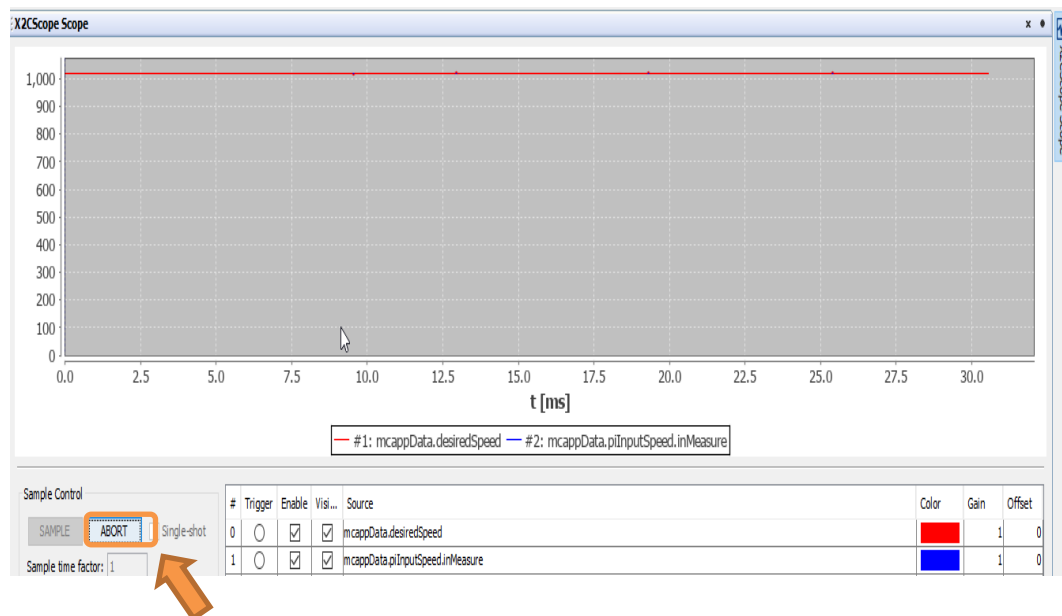 X2CScope Scope
x
X2CScope Scope
1,000
900
800
700
600
500
400
300
200
100
0
0.0 2.5 5.0 7.5 10.0 12.5 15.0 17.5 20.0 22.5 25.0 27.5 30.0
t [ms]
#1: mcappData.desiredSpeed #2: mcappData.piInputSpeed.inMeasure
Sample Control
SAMPLE ABORT Single-shot
Sample time factor: 1
# Trigger Enable Visi... Source Color Gain Offset
0 mcappData.desiredSpeed 1 0
1 mcappData.piInputSpeed.inMeasure 1 0